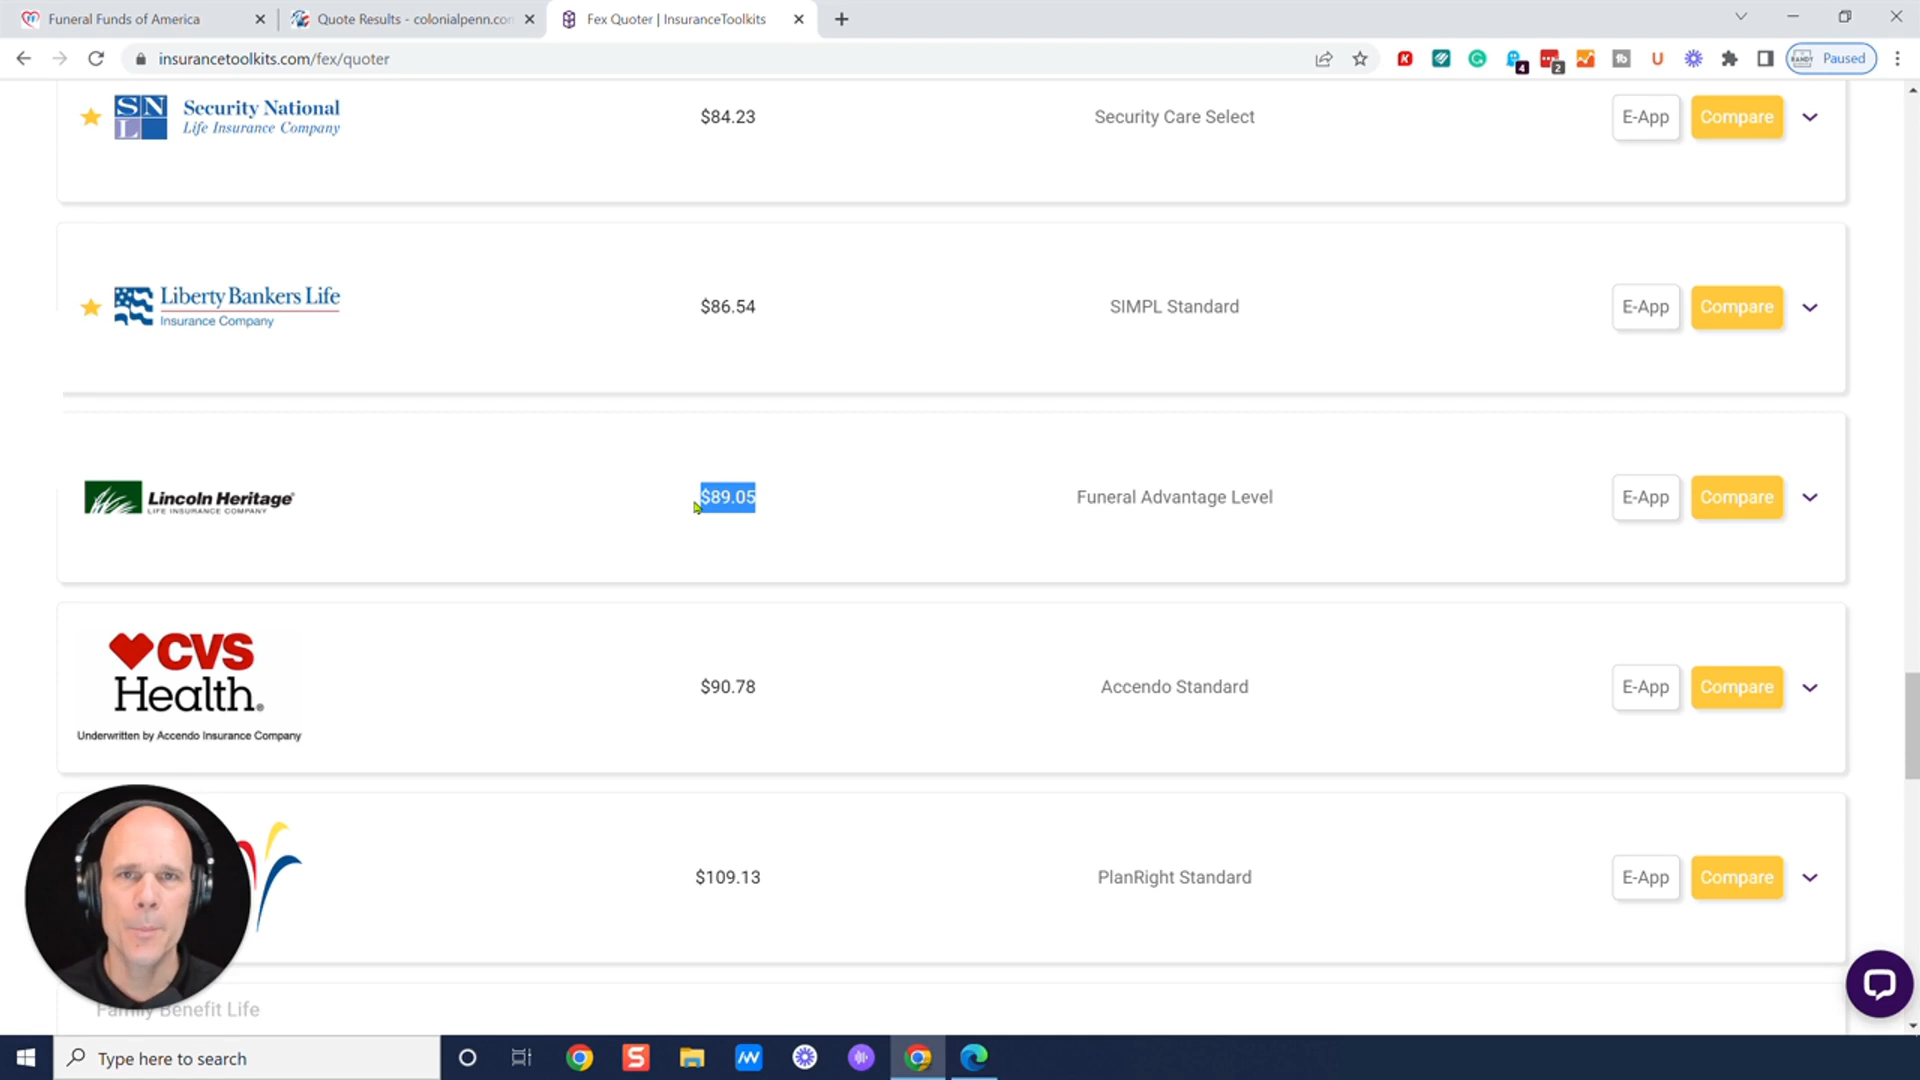 Funeral Funds of America
Quote Results - colonialpenn.com
Fex Quoter | InsuranceToolkits
insurancetoolkits.com/fex/quoter
4
2
Paused
SN
L
Security National
Life Insurance Company
$84.23
Security Care Select
E-App
Compare
Liberty Bankers Life
Insurance Company
$86.54
SIMPL Standard
E-App
Compare
Lincoln Heritage®
LIFE INSURANCE COMPANY
$89.05
Funeral Advantage Level
E-App
Compare
CVS
Health.
Underwritten by Accendo Insurance Company
$90.78
Accendo Standard
E-App
Compare
$109.13
PlanRight Standard
E-App
Compare
Family Benefit Life
Type here to search